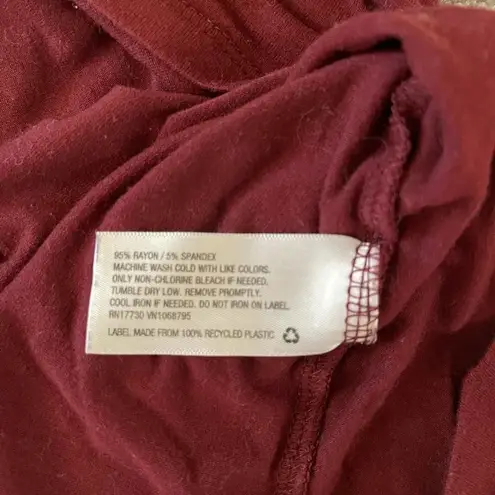 95% RAYON / 5% SPANDEX
MACHINE WASH COLD WITH LIKE COLORS.
ONLY NON-CHLORINE BLEACH IF NEEDED.
TUMBLE DRY LOW. REMOVE PROMPTLY.
COOL IRON IF NEEDED. DO NOT IRON ON LABEL.
RN17730 VN1068795
LABEL MADE FROM 100% RECYCLED PLASTIC